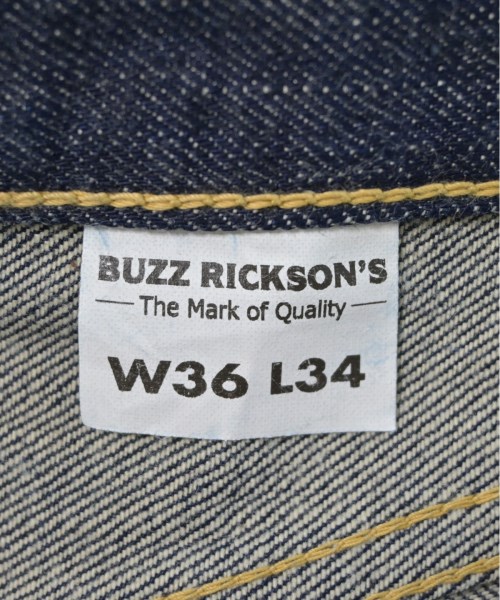 BUZZ RICKSON'S
The Mark of Quality
W36 L34